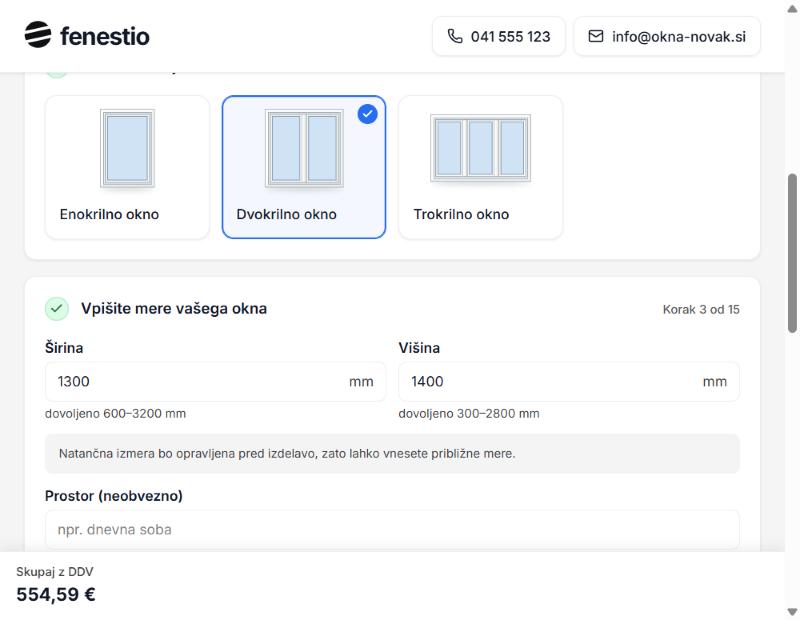 fenestio
041 555 123
info@okna-novak.si
Enokrilno okno
Dvokrilno okno
Trokrilno okno
Vpišite mere vašega okna
Korak 3 od 15
Širina
Višina
1300 mm
1400 mm
dovoljeno 600–3200 mm
dovoljeno 300–2800 mm
Natančna izmera bo opravljena pred izdelavo, zato lahko vnesete približne mere.
Prostor (neobvezno)
npr. dnevna soba
Skupaj z DDV
554,59 €